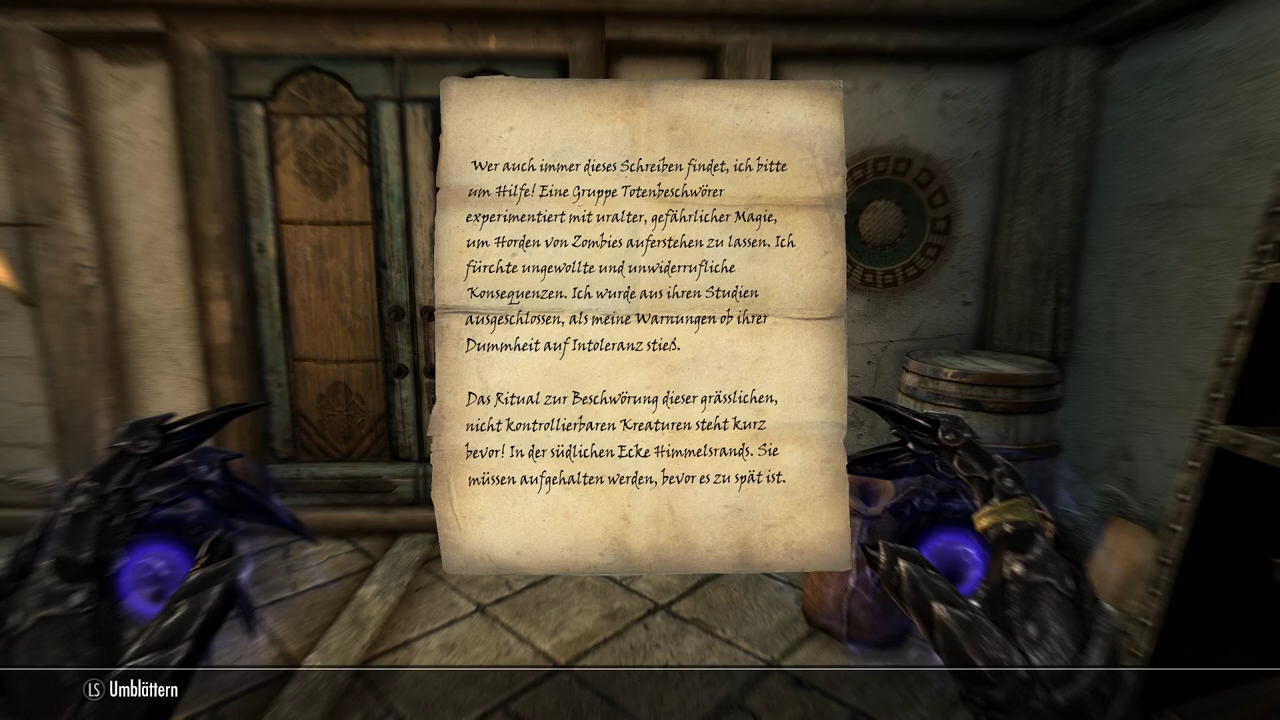 Wer auch immer dieses Schreiben findet, ich bitte
um Hilfe! Eine Gruppe Totenbeschwörer
experimentiert mit uralter, gefährlicher Magie,
um Horden von Zombies auferstehen zu lassen. Ich
fürchte ungewollte und unwiderrufliche
Konsequenzen. Ich wurde aus ihren Studien
ausgeschlossen, als meine Warnungen ob ihrer
Dummheit auf Intoleranz stieß.
Das Ritual zur Beschwörung dieser grässlichen,
nicht kontrollierbaren Kreaturen steht kurz
bevor! In der südlichen Ecke Himmelsrands. Sie
müssen aufgehalten werden, bevor es zu spät ist.
LS Umblättern